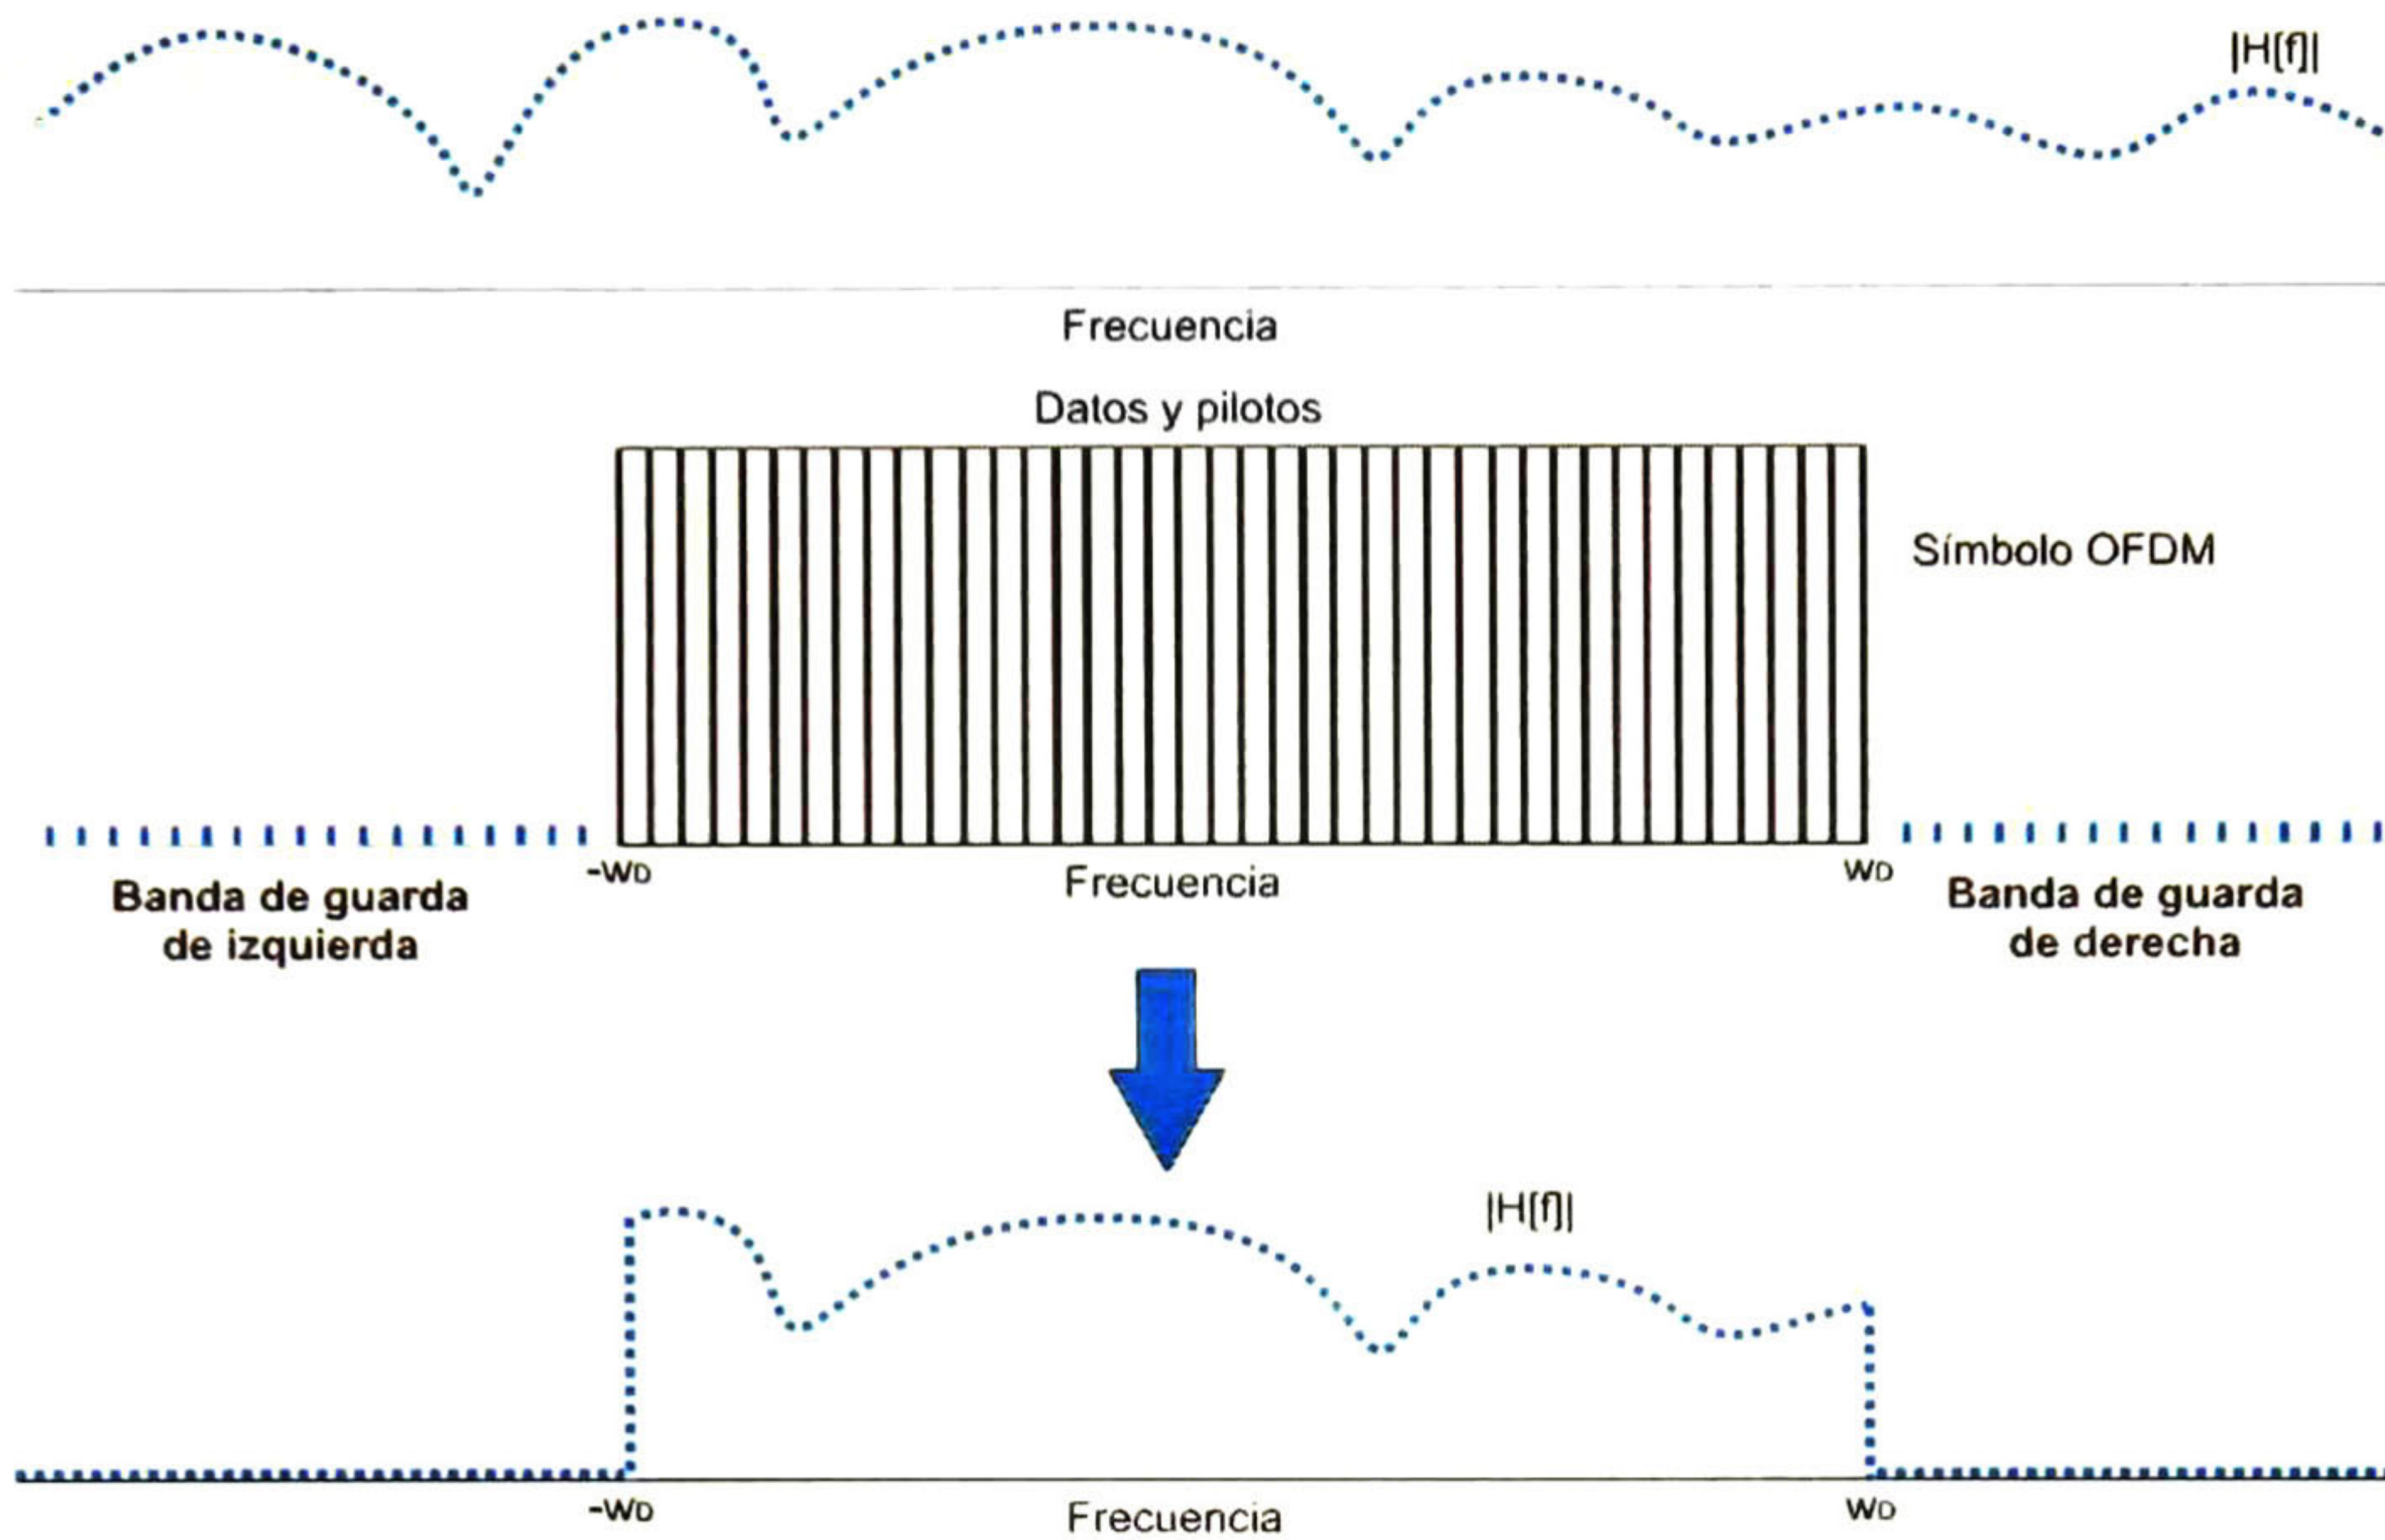 |H[f]|
Frecuencia
Datos y pilotos
Símbolo OFDM
-WD
Frecuencia
WD
Banda de guarda
de izquierda
Banda de guarda
de derecha
|H[f]|
-WD
Frecuencia
WD